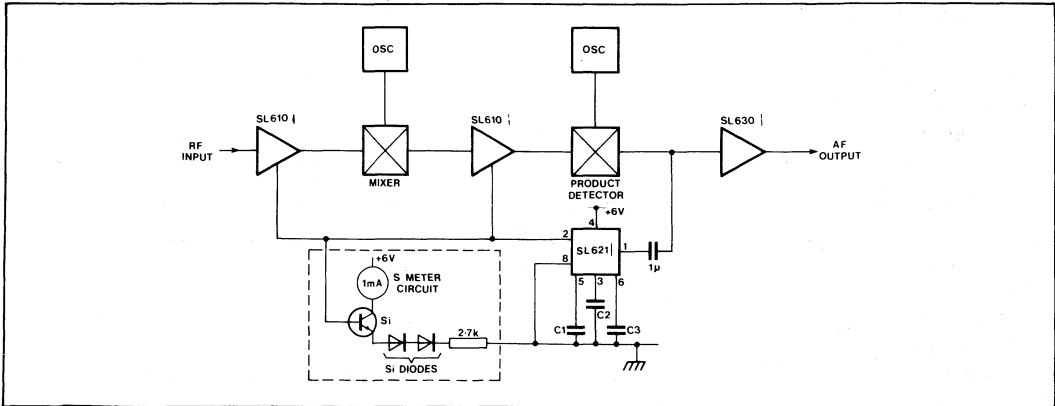 OSC
OSC
SL610
SL610
SL630
RF
INPUT
AF
OUTPUT
MIXER
PRODUCT
DETECTOR
+6V
4
2
SL621
1
8
1µ
5
3
6
+6V
1mA
S METER
CIRCUIT
Si
C2
C1
C3
2·7k
Si DIODES